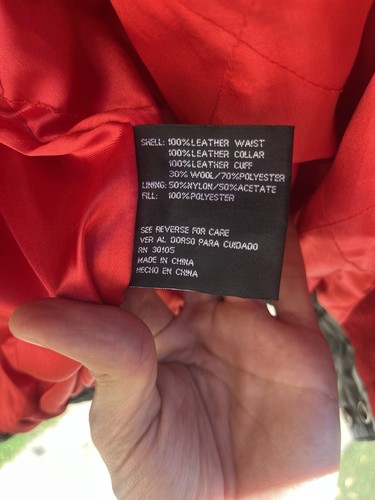 SHELL: 100%LEATHER WAIST
100%LEATHER COLLAR
100%LEATHER CUFF
30% WOOL/70%POLYESTER
LINING: 50%NYLON/50%ACETATE
FILL: 100%POLYESTER
SEE REVERSE FOR CARE
VER AL DORSO PARA CUIDADO
RN 30105
MADE IN CHINA
HECHO EN CHINA